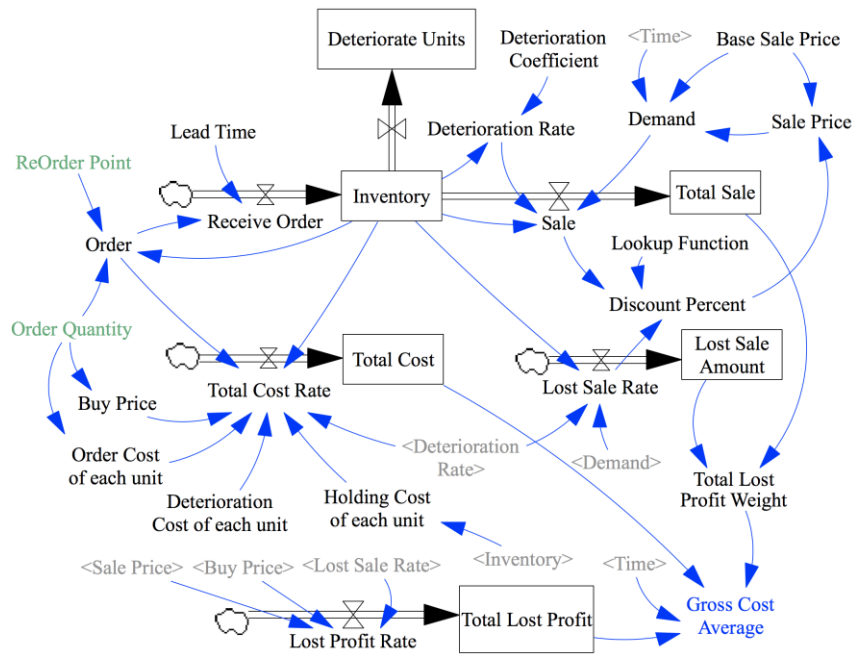 Deteriorate Units
Deterioration
Coefficient
<Time>
Base Sale Price
Lead Time
Deterioration Rate
Demand
Sale Price
ReOrder Point
Inventory
Total Sale
Receive Order
Sale
Order
Lookup Function
Discount Percent
Order Quantity
Total Cost
Lost Sale
Amount
Total Cost Rate
Lost Sale Rate
Buy Price
<Deterioration
Rate>
<Demand>
Order Cost
of each unit
Total Lost
Profit Weight
Deterioration
Cost of each unit
Holding Cost
of each unit
<Sale Price>
<Buy Price>
<Lost Sale Rate>
<Inventory>
<Time>
Gross Cost
Average
Total Lost Profit
Lost Profit Rate